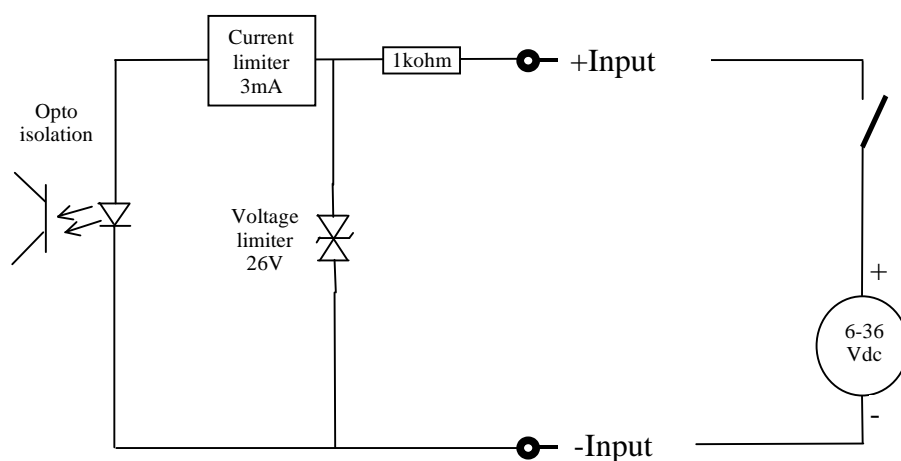 Current
limiter
3mA
1kohm
+Input
Opto
isolation
Voltage
limiter
26V
+
6-36
Vdc
-
-Input